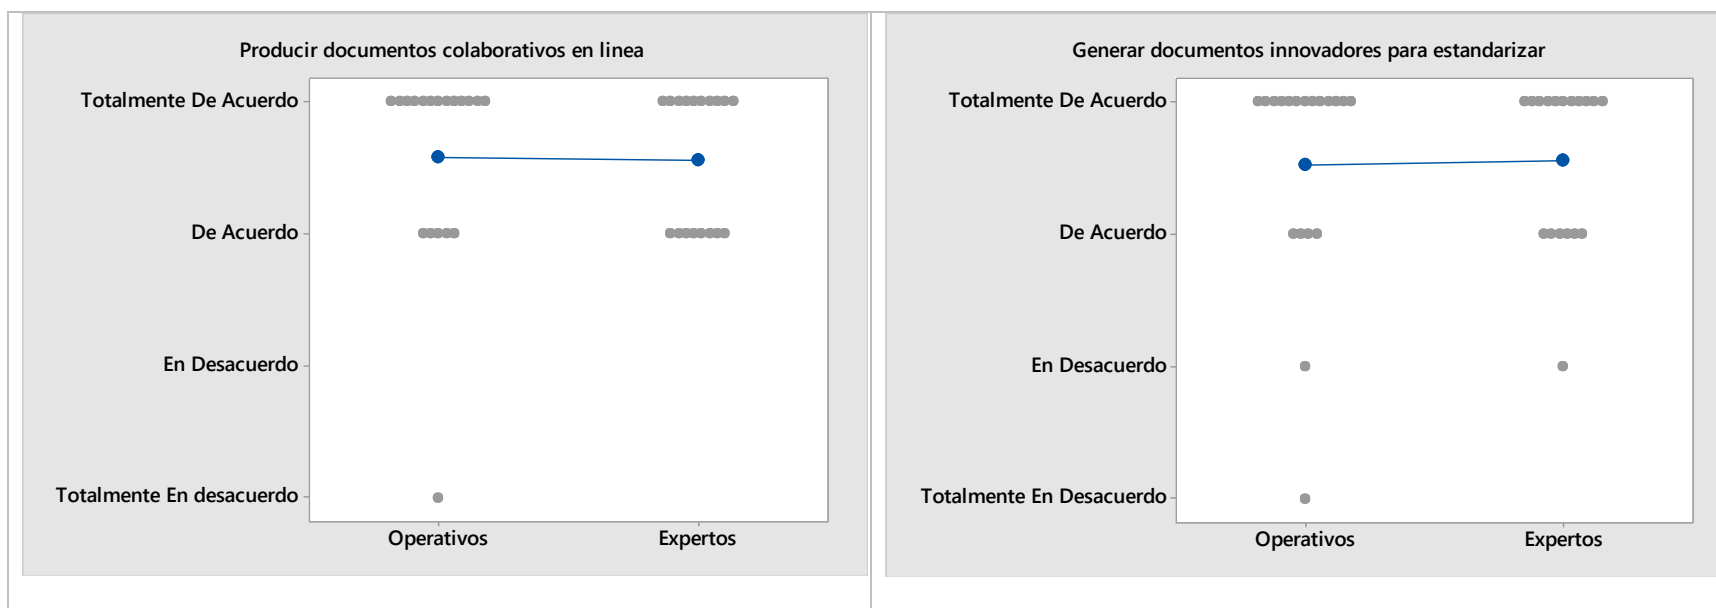 Producir documentos colaborativos en linea
Totalmente De Acuerdo
De Acuerdo
En Desacuerdo
Totalmente En desacuerdo
Operativos
Expertos
Generar documentos innovadores para estandarizar
Totalmente De Acuerdo
De Acuerdo
En Desacuerdo
Totalmente En Desacuerdo
Operativos
Expertos